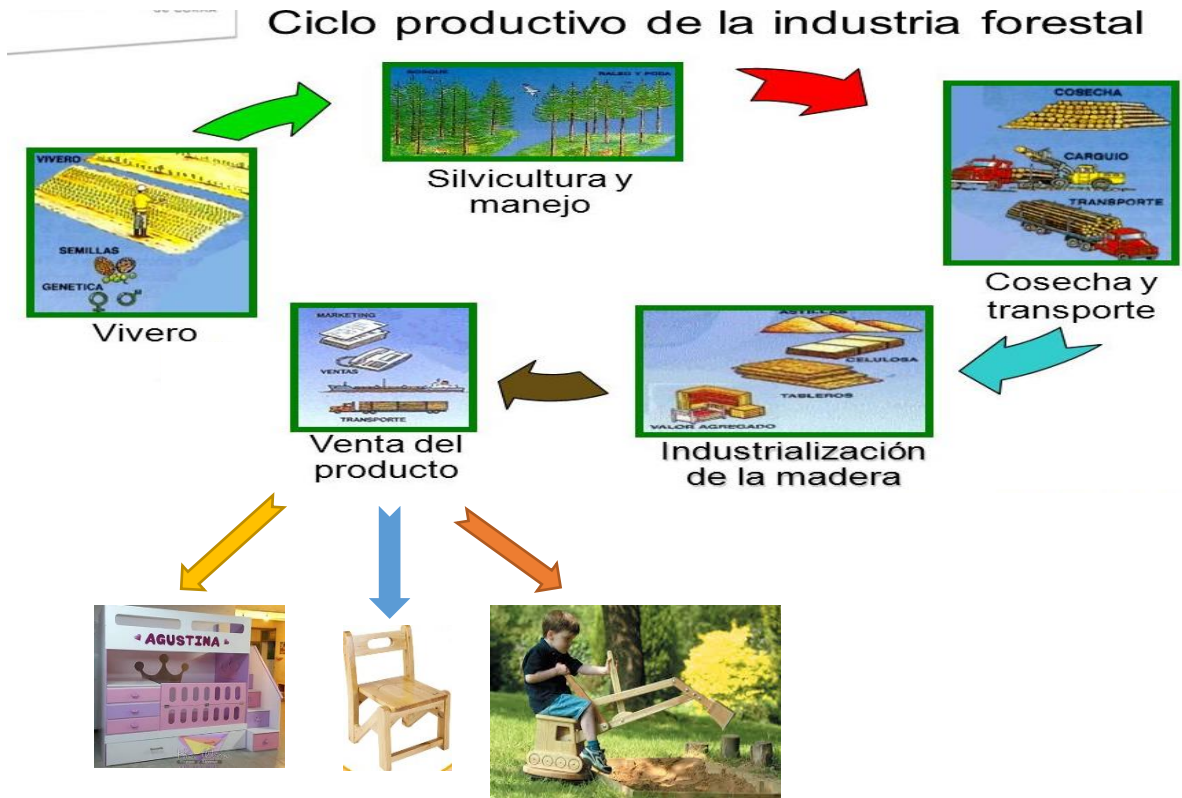 Ciclo productivo de la industria forestal
BOSQUE
RALEO Y PODA
Silvicultura y
manejo
COSECHA
CARGUIO
TRANSPORTE
Cosecha y
transporte
VIVERO
SEMILLAS
GENETICA
Vivero
MARKETING
VENTAS
TRANSPORTE
Venta del
producto
ASTILLAS
CELULOSA
TABLEROS
VALOR AGREGADO
Industrialización
de la madera
AGUSTINA